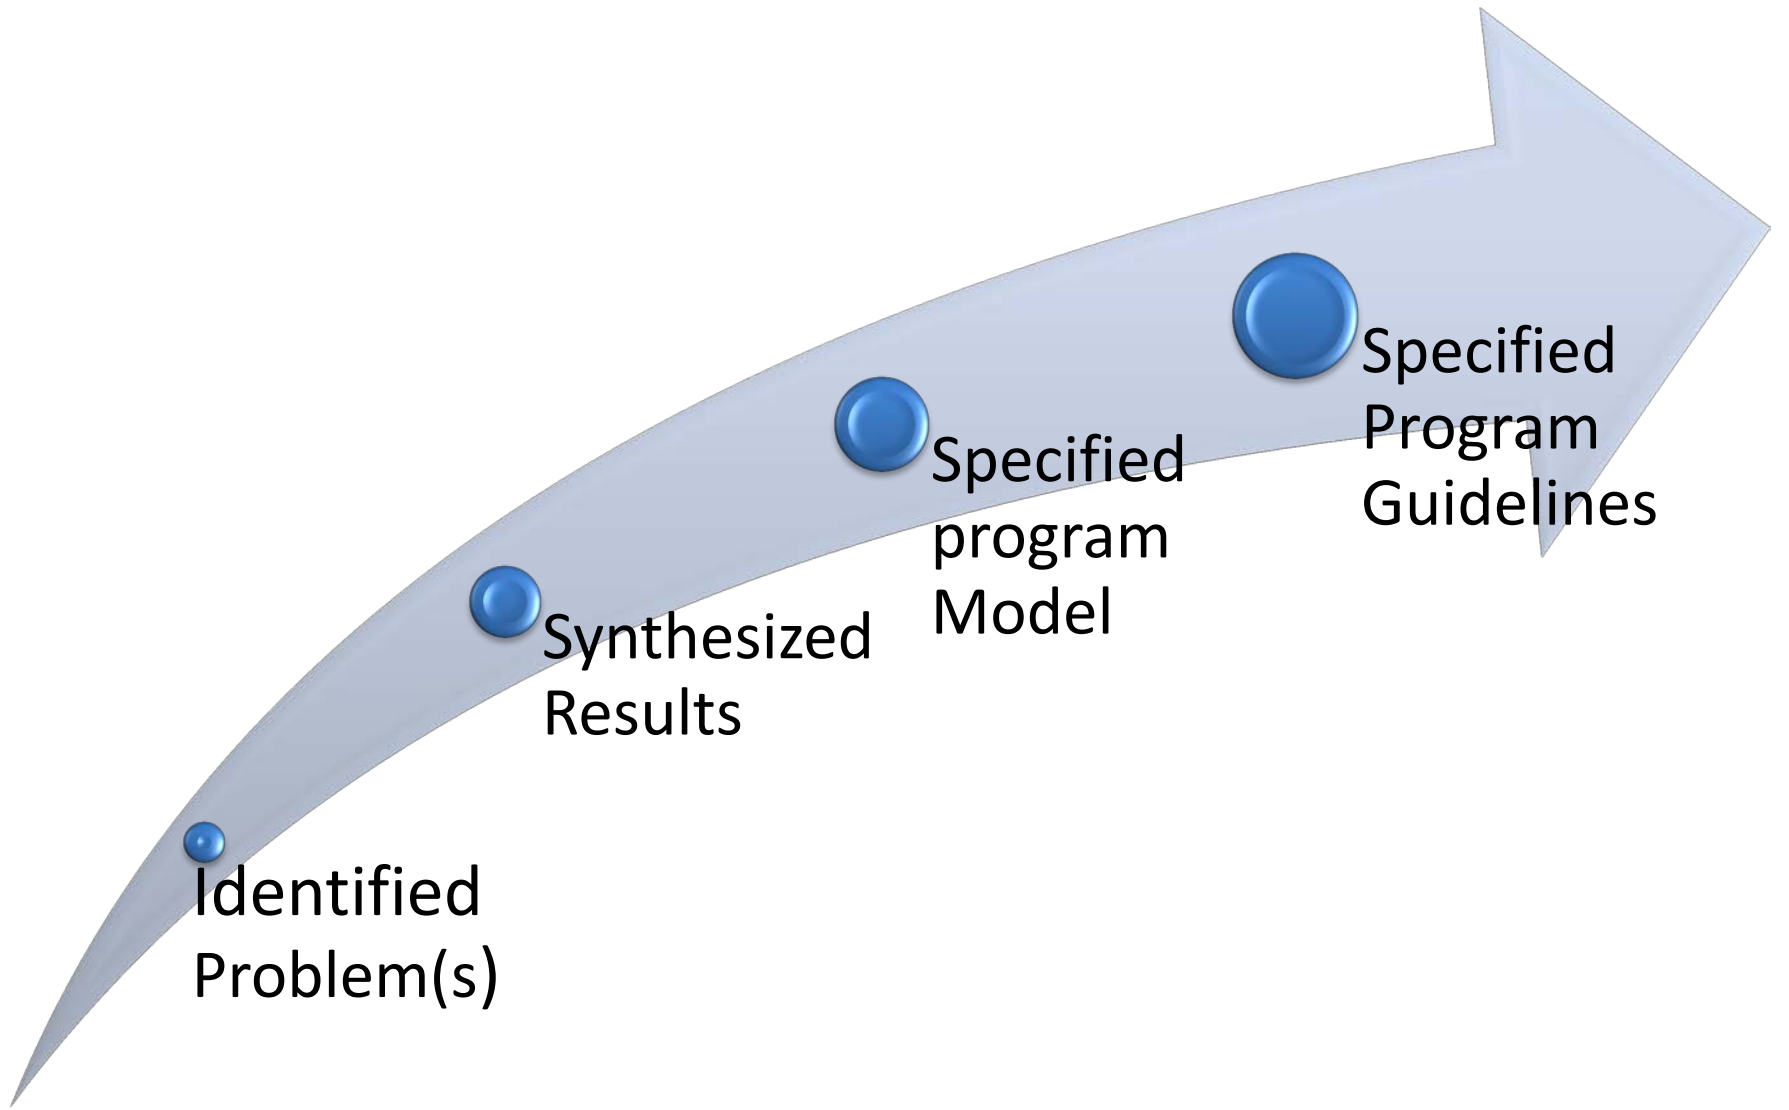 Identified
Problem(s)
Synthesized
Results
Specified
program
Model
Specified
Program
Guidelines